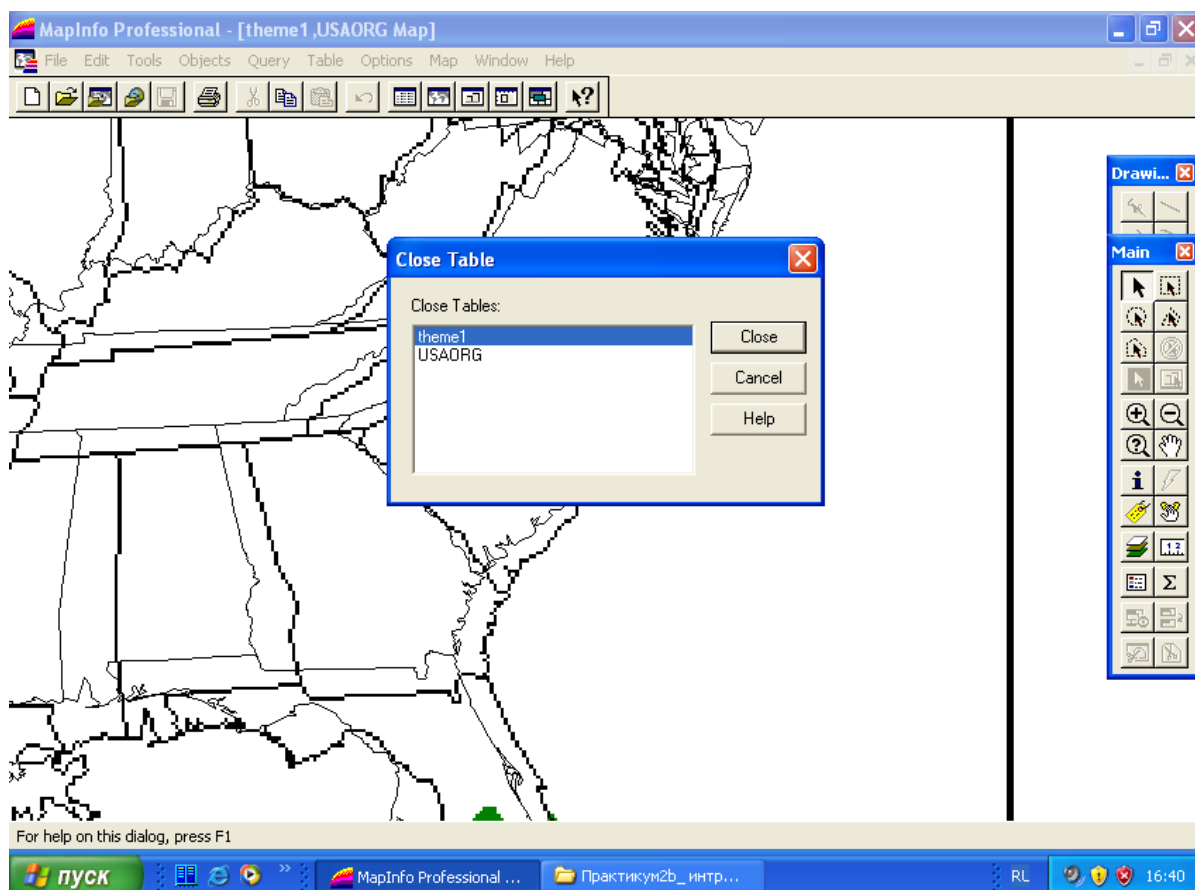 MapInfo Professional - [theme1,USAORG Map]
File Edit Tools Objects Query Table Options Map Window Help
Drawi...
Main
Close Table
Close Tables:
theme1
USAORG
Close
Cancel
Help
For help on this dialog, press F1
пуск
MapInfo Professional ...
Практикум2b_ интр...
RL
16:40